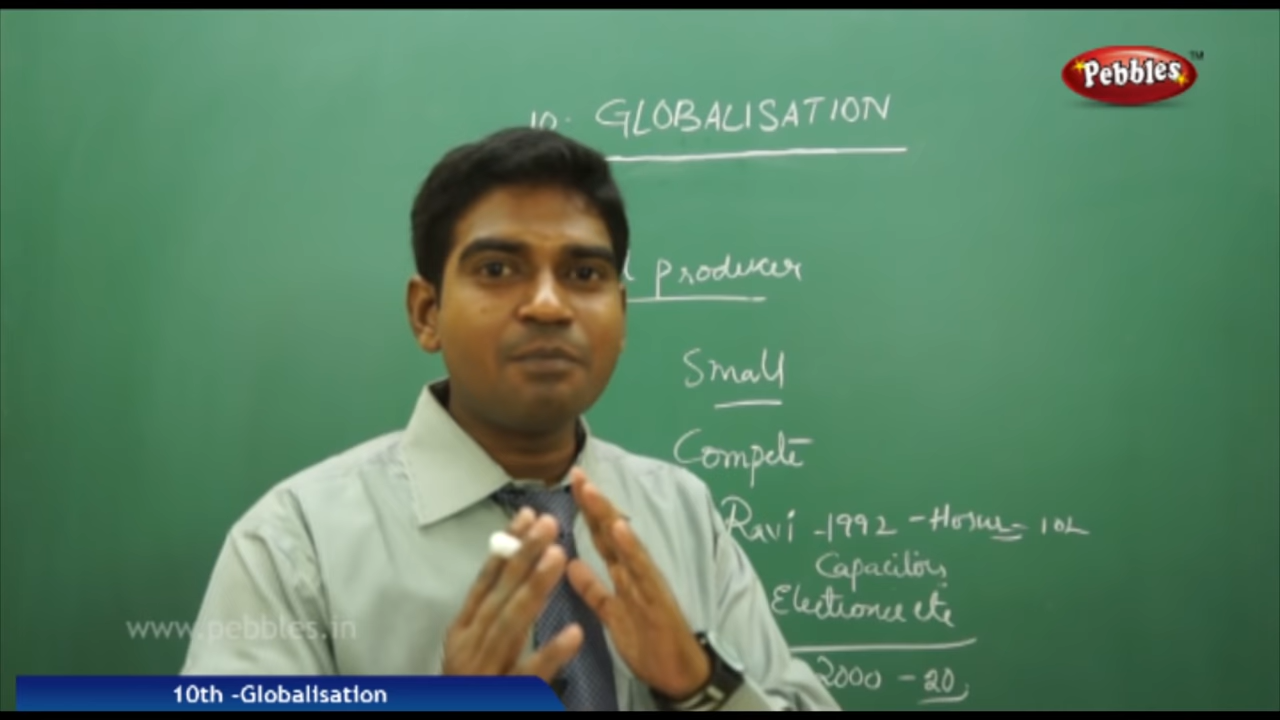 Pebbles™
10. GLOBALISATION
producer
Small
Compete
Ravi - 1992 - Hosur - 10L
Capacitors
Electronics etc
2000 - 20
www.pebbles.in
10th -Globalisation